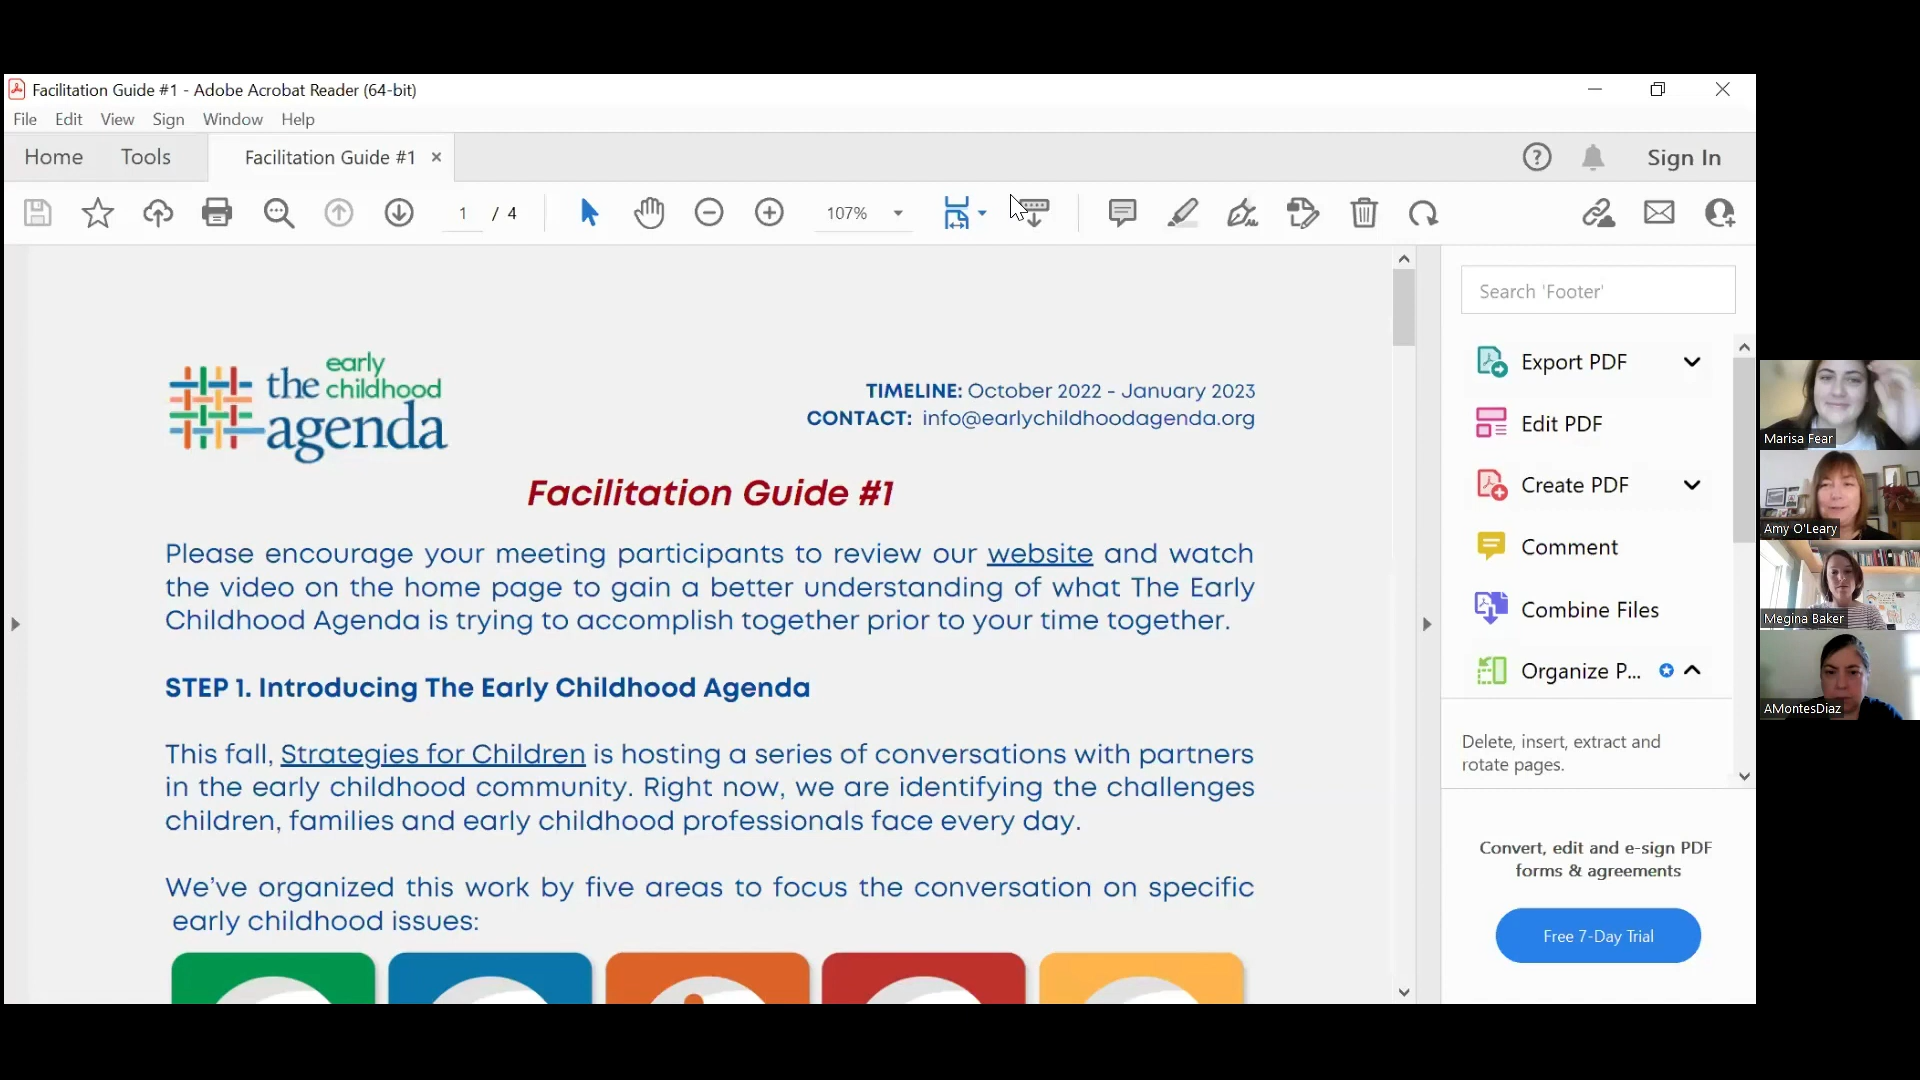 Facilitation Guide #1 - Adobe Acrobat Reader (64-bit)
File Edit View Sign Window Help
Home Tools Facilitation Guide #1 Sign In
1 / 4 107%
Search 'Footer'
Export PDF
Edit PDF
Create PDF
Comment
Combine Files
Organize P...
Delete, insert, extract and
rotate pages.
Convert, edit and e-sign PDF
forms & agreements
Free 7-Day Trial
the early childhood agenda
TIMELINE: October 2022 - January 2023
CONTACT: info@earlychildhoodagenda.org
Facilitation Guide #1
Please encourage your meeting participants to review our website and watch
the video on the home page to gain a better understanding of what The Early
Childhood Agenda is trying to accomplish together prior to your time together.
STEP 1. Introducing The Early Childhood Agenda
This fall, Strategies for Children is hosting a series of conversations with partners
in the early childhood community. Right now, we are identifying the challenges
children, families and early childhood professionals face every day.
We've organized this work by five areas to focus the conversation on specific
early childhood issues:
Marisa Fear
Amy O'Leary
Megina Baker
AMontesDiaz